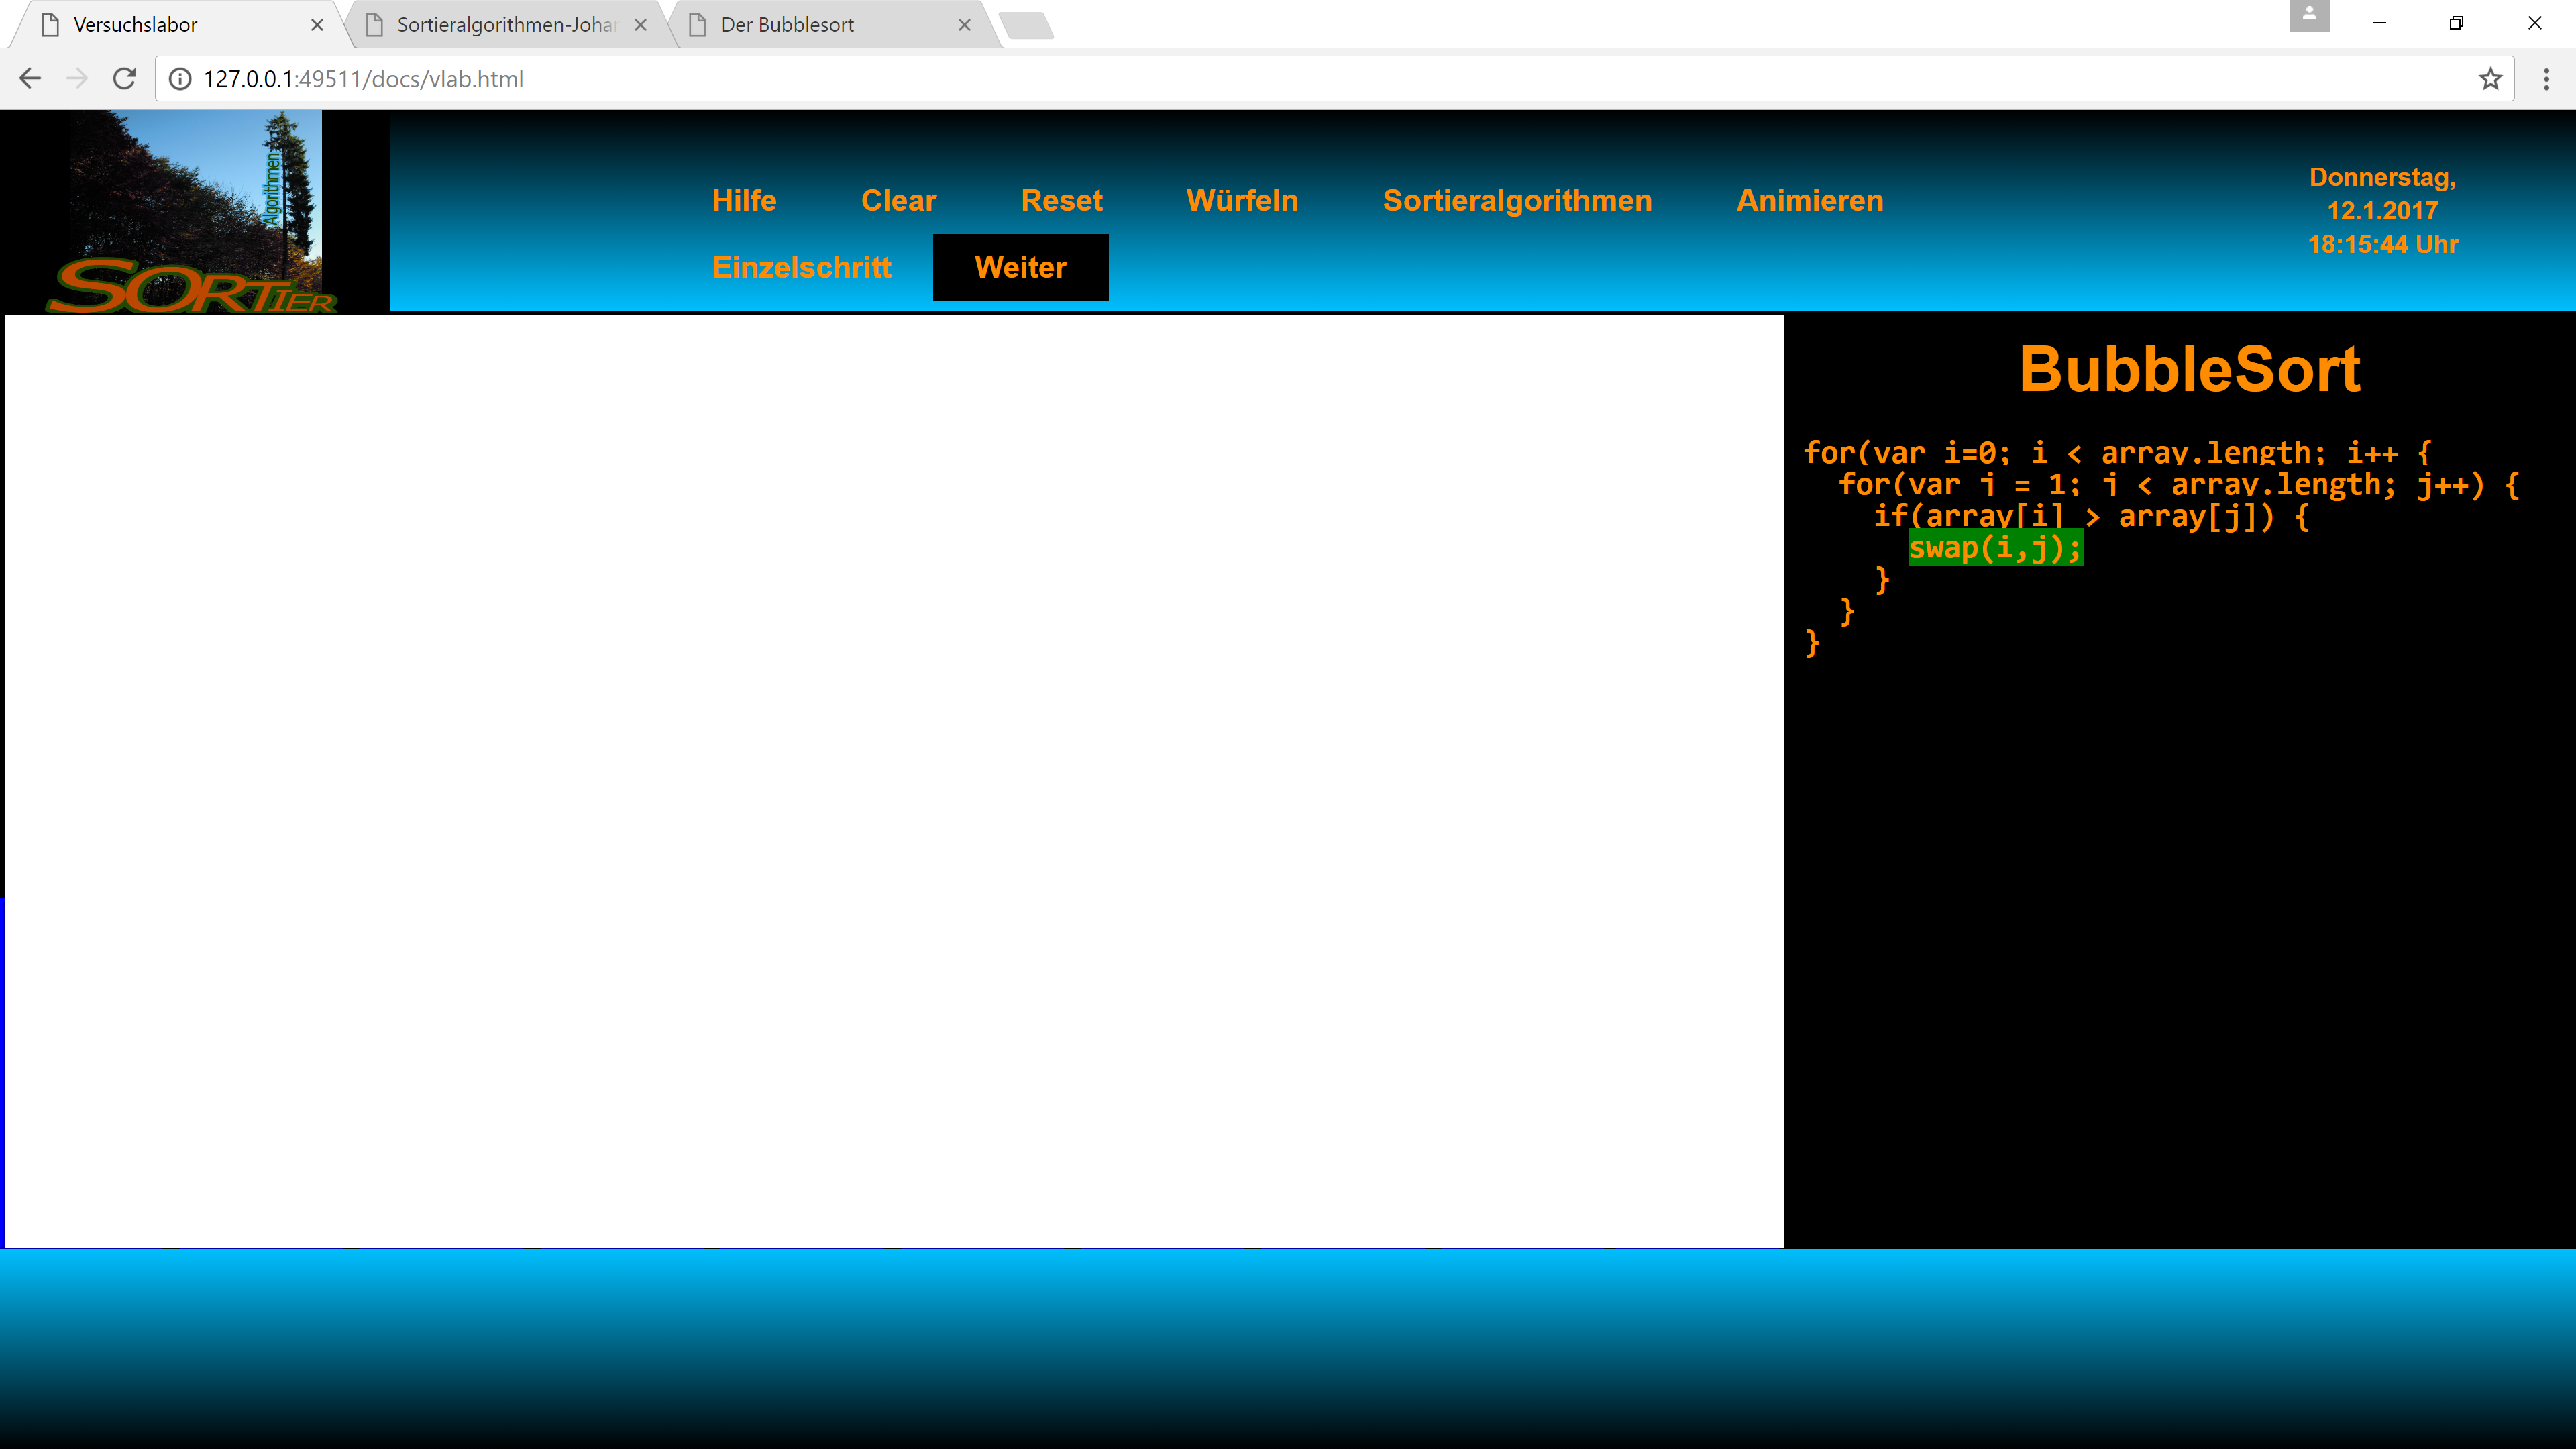 Versuchslabor
Sortieralgorithmen-Joha
Der Bubblesort
127.0.0.1:49511/docs/vlab.html
Algorithmen
SORTIER
Hilfe Clear Reset Würfeln Sortieralgorithmen Animieren
Einzelschritt Weiter
Donnerstag,
12.1.2017
18:15:44 Uhr
BubbleSort
for(var i=0; i < array.length; i++ {
for(var j = 1; j < array.length; j++) {
if(array[i] > array[j]) {
swap(i,j);
}
}
}